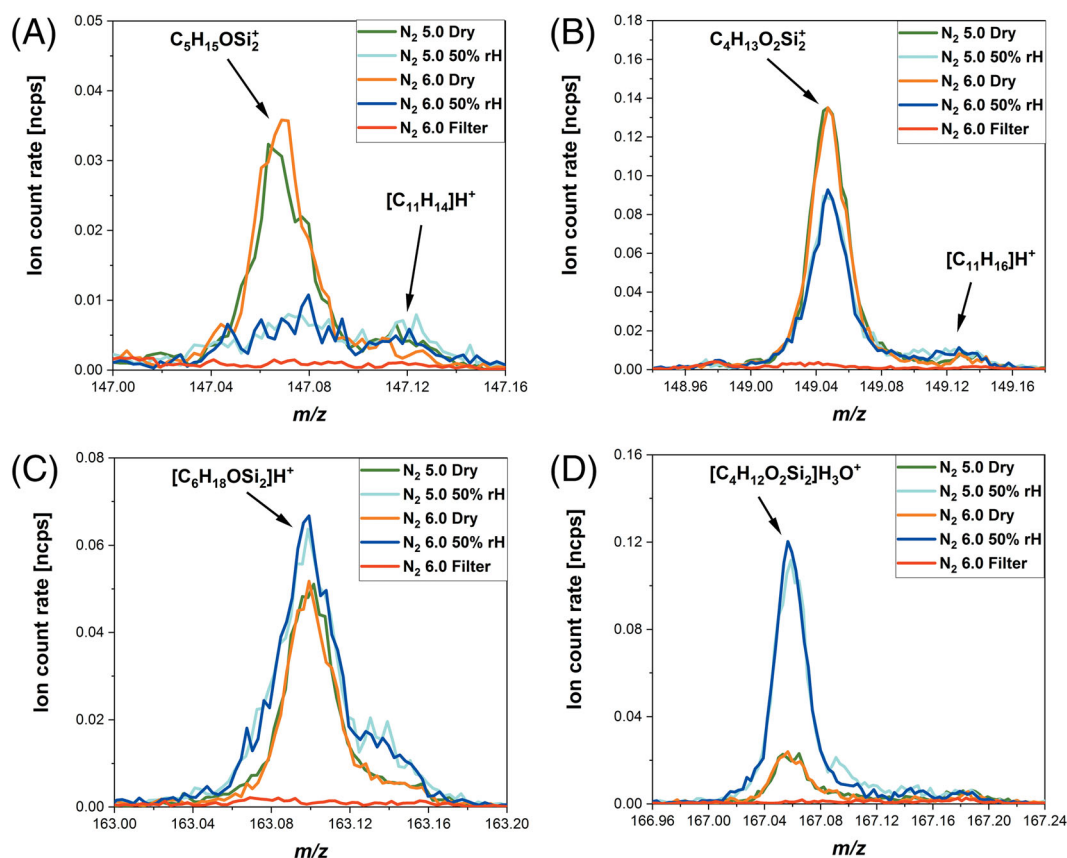 (A)
C₅H₁₅OSi₂⁺
N₂ 5.0 Dry
N₂ 5.0 50% rH
N₂ 6.0 Dry
N₂ 6.0 50% rH
N₂ 6.0 Filter
[C₁₁H₁₄]H⁺
Ion count rate [ncps]
0.05
0.04
0.03
0.02
0.01
0.00
147.00
147.04
147.08
147.12
147.16
m/z
(B)
C₄H₁₃O₂Si₂⁺
N₂ 5.0 Dry
N₂ 5.0 50% rH
N₂ 6.0 Dry
N₂ 6.0 50% rH
N₂ 6.0 Filter
[C₁₁H₁₆]H⁺
Ion count rate [ncps]
0.18
0.16
0.14
0.12
0.10
0.08
0.06
0.04
0.02
0.00
148.96
149.00
149.04
149.08
149.12
149.16
m/z
(C)
[C₆H₁₈OSi₂]H⁺
N₂ 5.0 Dry
N₂ 5.0 50% rH
N₂ 6.0 Dry
N₂ 6.0 50% rH
N₂ 6.0 Filter
Ion count rate [ncps]
0.08
0.06
0.04
0.02
0.00
163.00
163.04
163.08
163.12
163.16
163.20
m/z
(D)
[C₄H₁₂O₂Si₂]H₃O⁺
N₂ 5.0 Dry
N₂ 5.0 50% rH
N₂ 6.0 Dry
N₂ 6.0 50% rH
N₂ 6.0 Filter
Ion count rate [ncps]
0.16
0.12
0.08
0.04
0.00
166.96
167.00
167.04
167.08
167.12
167.16
167.20
167.24
m/z